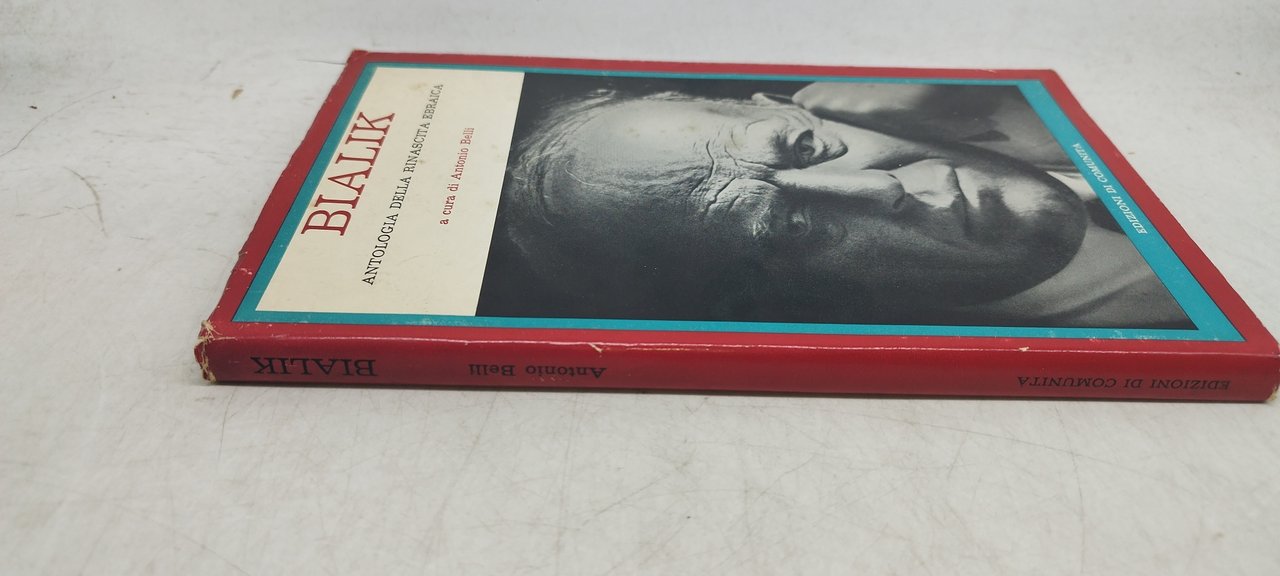 BIALIK
ANTOLOGIA DELLA RINASCITA EBRAICA
a cura di Antonio Belli
EDIZIONI DI COMUNITÀ
BIALIK
Antonio Belli
EDIZIONI DI COMUNITÀ